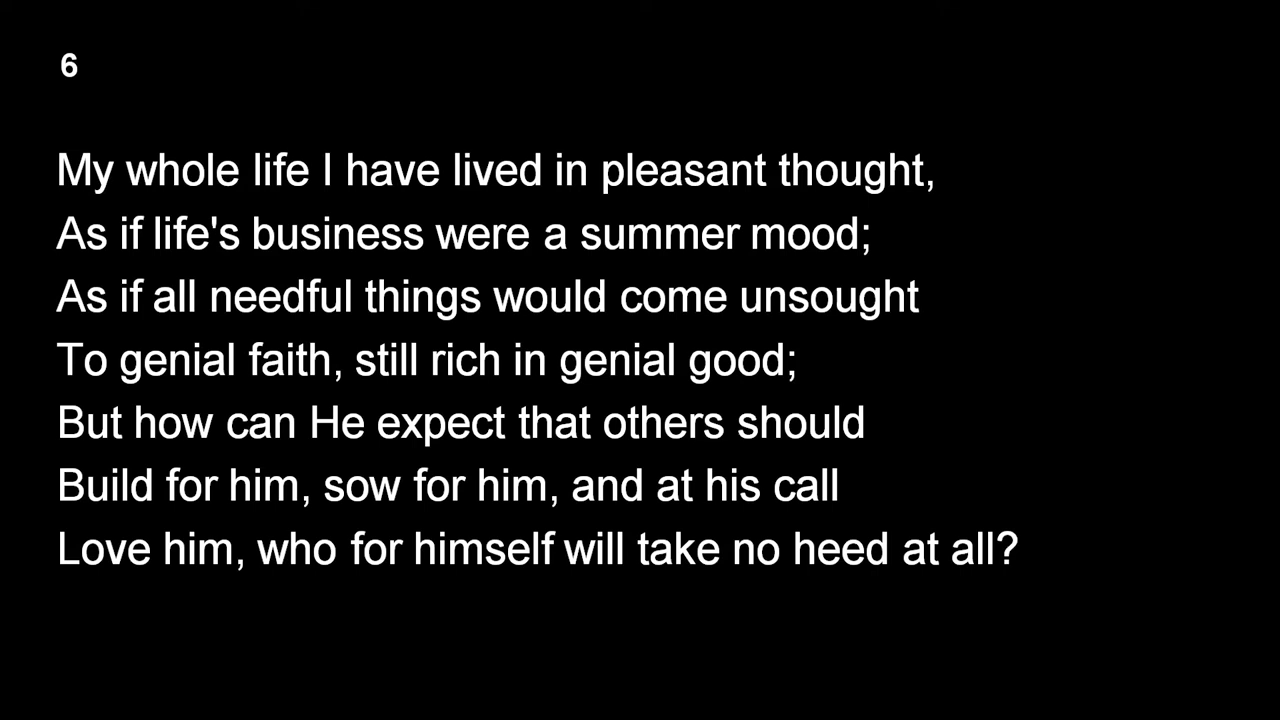 6
My whole life I have lived in pleasant thought,
As if life's business were a summer mood;
As if all needful things would come unsought
To genial faith, still rich in genial good;
But how can He expect that others should
Build for him, sow for him, and at his call
Love him, who for himself will take no heed at all?